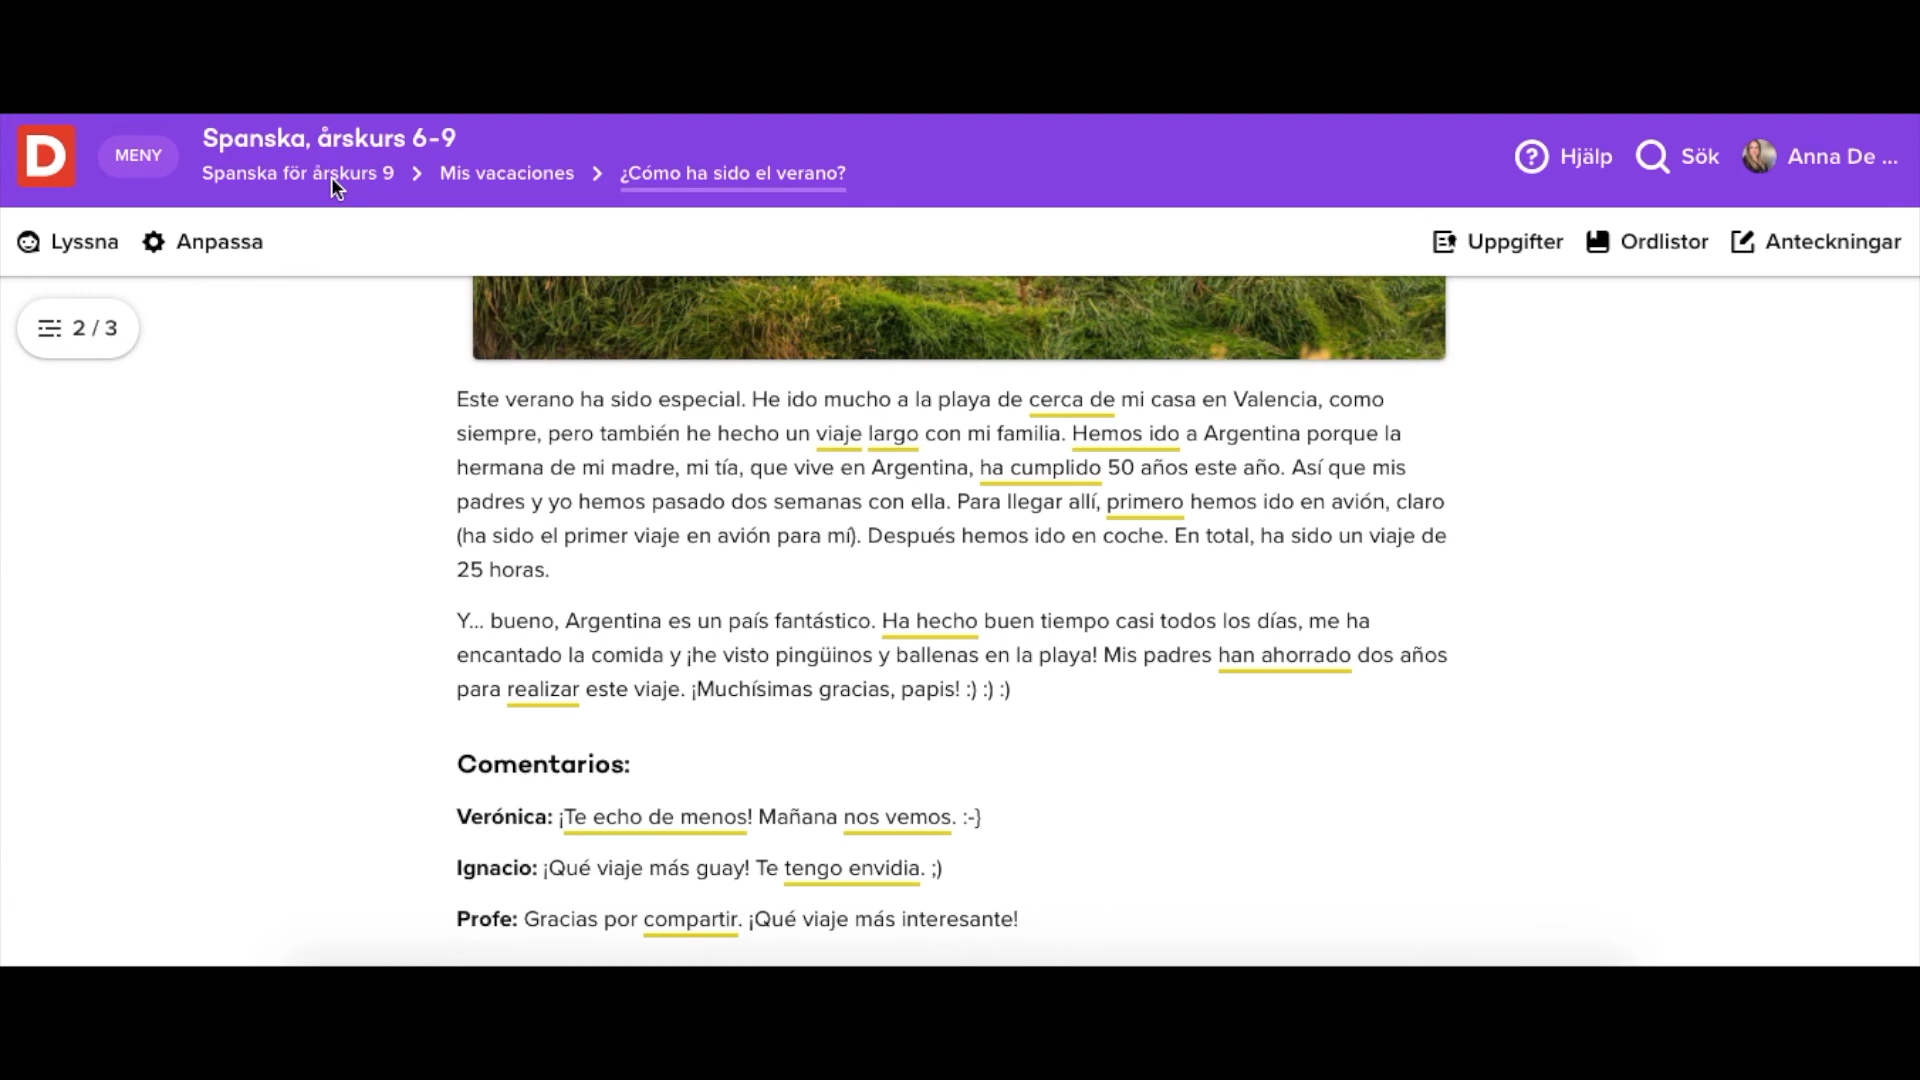 D
MENY
Spanska, årskurs 6-9
Spanska för årskurs 9 > Mis vacaciones > ¿Cómo ha sido el verano?
Hjälp
Sök
Anna De ...
Lyssna
Anpassa
Uppgifter
Ordlistor
Anteckningar
2 / 3
Este verano ha sido especial. He ido mucho a la playa de cerca de mi casa en Valencia, como
siempre, pero también he hecho un viaje largo con mi familia. Hemos ido a Argentina porque la
hermana de mi madre, mi tía, que vive en Argentina, ha cumplido 50 años este año. Así que mis
padres y yo hemos pasado dos semanas con ella. Para llegar allí, primero hemos ido en avión, claro
(ha sido el primer viaje en avión para mí). Después hemos ido en coche. En total, ha sido un viaje de
25 horas.
Y... bueno, Argentina es un país fantástico. Ha hecho buen tiempo casi todos los días, me ha
encantado la comida y ¡he visto pingüinos y ballenas en la playa! Mis padres han ahorrado dos años
para realizar este viaje. ¡Muchísimas gracias, papis! :) :) :)
Comentarios:
Verónica: ¡Te echo de menos! Mañana nos vemos. :-}
Ignacio: ¡Qué viaje más guay! Te tengo envidia. ;)
Profe: Gracias por compartir. ¡Qué viaje más interesante!